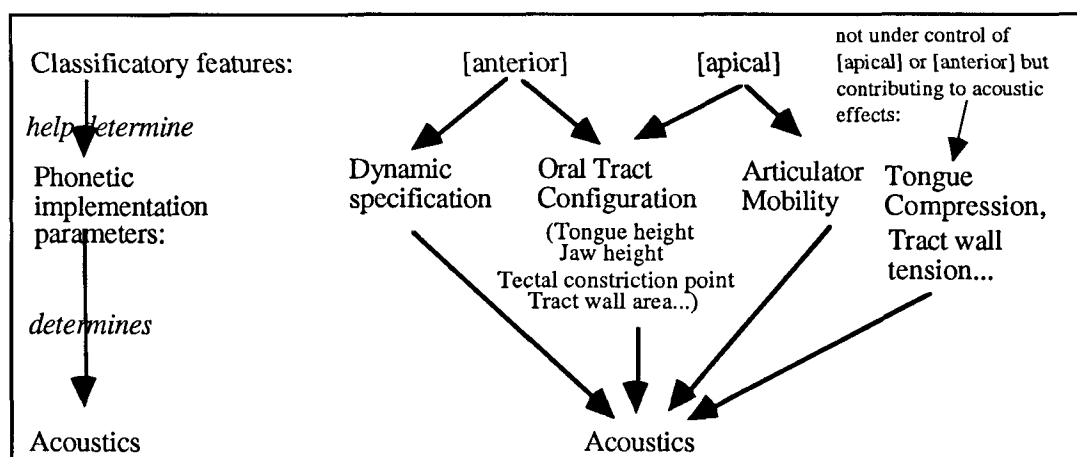 Classificatory features:
[anterior]
[apical]
not under control of
[apical] or [anterior] but
contributing to acoustic
effects:
help determine
Phonetic
implementation
parameters:
Dynamic
specification
Oral Tract
Configuration
(Tongue height
Jaw height
Tectal constriction point
Tract wall area...)
Articulator
Mobility
Tongue
Compression,
Tract wall
tension...
determines
Acoustics
Acoustics